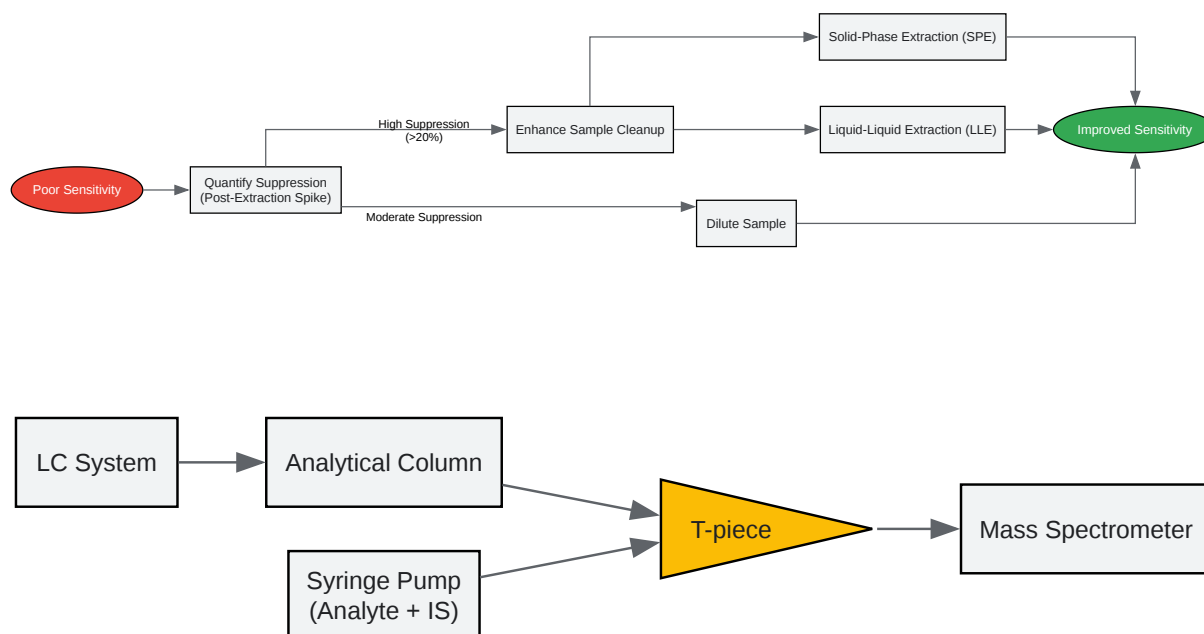 Solid-Phase Extraction (SPE)
High Suppression
(>20%)
Enhance Sample Cleanup
Liquid-Liquid Extraction (LLE)
Improved Sensitivity
Poor Sensitivity
Quantify Suppression
(Post-Extraction Spike)
Moderate Suppression
Dilute Sample
LC System
Analytical Column
T-piece
Mass Spectrometer
Syringe Pump
(Analyte + IS)